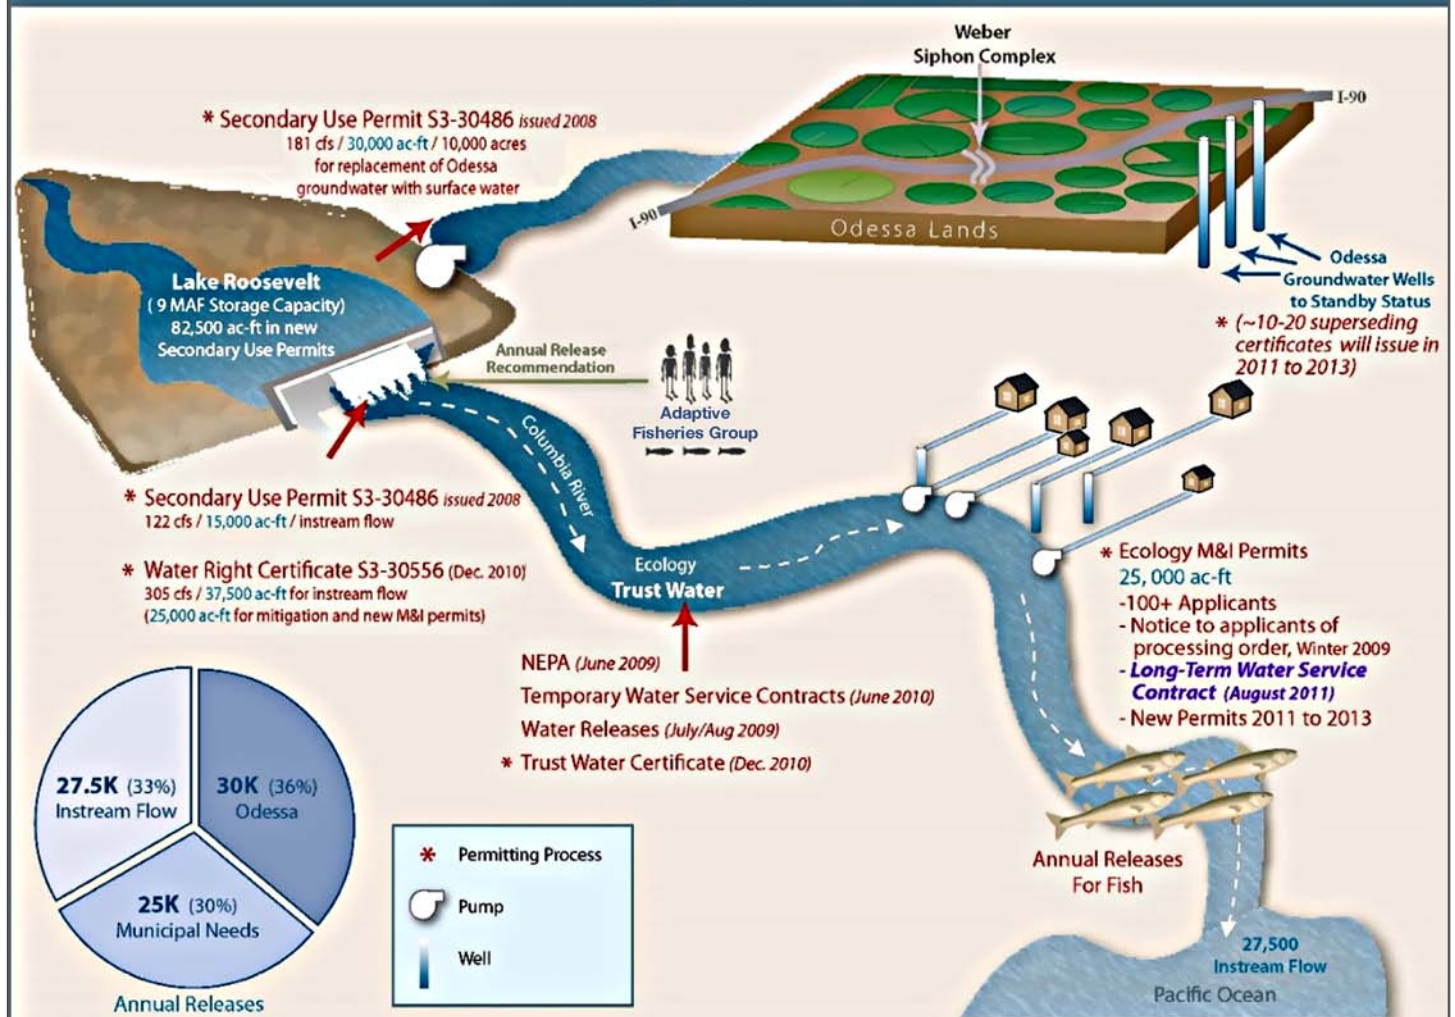 Weber
Siphon Complex
I-90
* Secondary Use Permit S3-30486 issued 2008
181 cfs / 30,000 ac-ft / 10,000 acres
for replacement of Odessa
groundwater with surface water
I-90
Odessa Lands
Odessa
Groundwater Wells
to Standby Status
* (~10-20 superseding
certificates will issue in
2011 to 2013)
Lake Roosevelt
( 9 MAF Storage Capacity)
82,500 ac-ft in new
Secondary Use Permits
Annual Release
Recommendation
Adaptive
Fisheries Group
Columbia River
* Secondary Use Permit S3-30486 issued 2008
122 cfs / 15,000 ac-ft / instream flow
* Water Right Certificate S3-30556 (Dec. 2010)
305 cfs / 37,500 ac-ft for instream flow
(25,000 ac-ft for mitigation and new M&I permits)
Ecology
Trust Water
* Ecology M&I Permits
25, 000 ac-ft
-100+ Applicants
- Notice to applicants of
processing order, Winter 2009
- Long-Term Water Service
Contract (August 2011)
- New Permits 2011 to 2013
NEPA (June 2009)
Temporary Water Service Contracts (June 2010)
Water Releases (July/Aug 2009)
* Trust Water Certificate (Dec. 2010)
27.5K (33%)
Instream Flow
30K (36%)
Odessa
25K (30%)
Municipal Needs
Annual Releases
* Permitting Process
Pump
Well
Annual Releases
For Fish
27,500
Instream Flow
Pacific Ocean